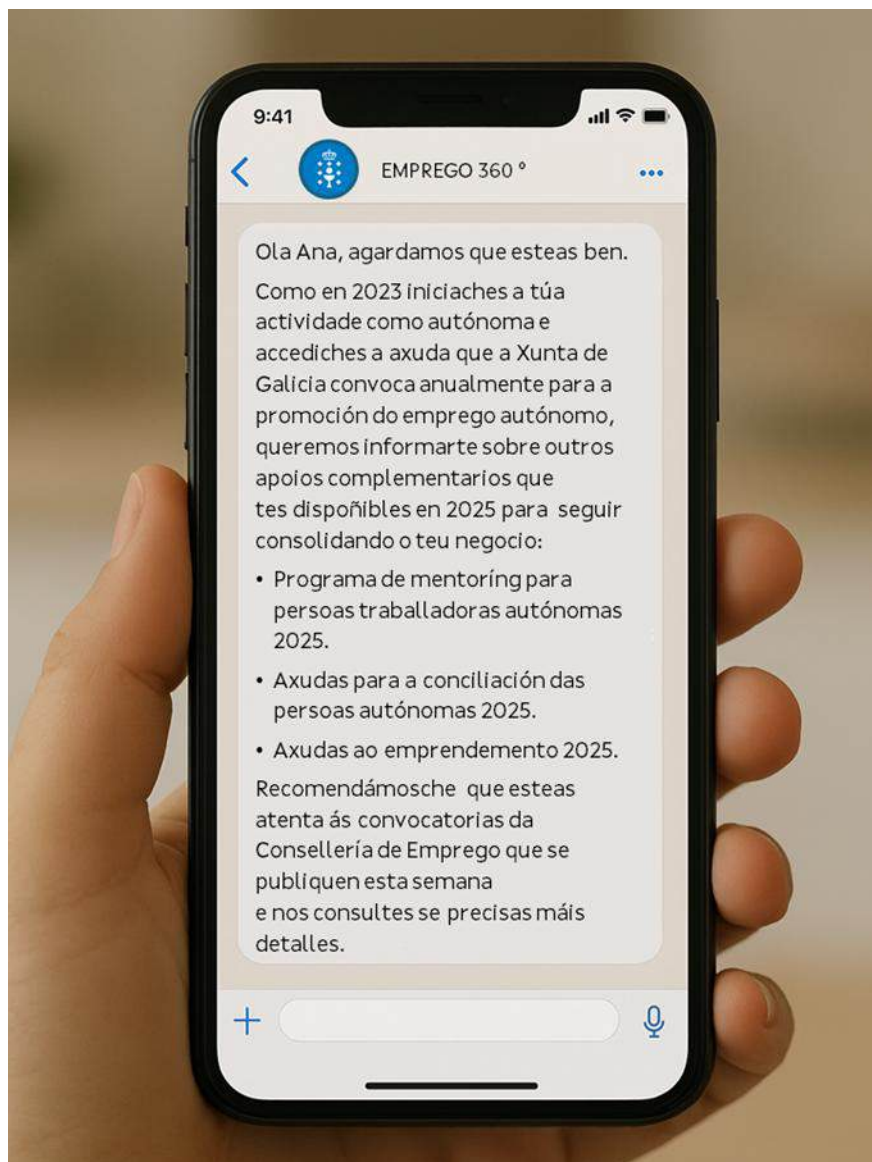 9:41
EMPREGO 360 º
Ola Ana, agardamos que esteas ben.
Como en 2023 iniciaches a túa
actividade como autónoma e
accediches a axuda que a Xunta de
Galicia convoca anualmente para a
promoción do emprego autónomo,
queremos informarte sobre outros
apoios complementarios que
tes dispoñibles en 2025 para seguir
consolidando o teu negocio:
• Programa de mentoríng para
persoas traballadoras autónomas
2025.
• Axudas para a conciliación das
persoas autónomas 2025.
• Axudas ao emprendemento 2025.
Recomendámosche que esteas
atenta ás convocatorias da
Consellería de Emprego que se
publiquen esta semana
e nos consultes se precisas máis
detalles.